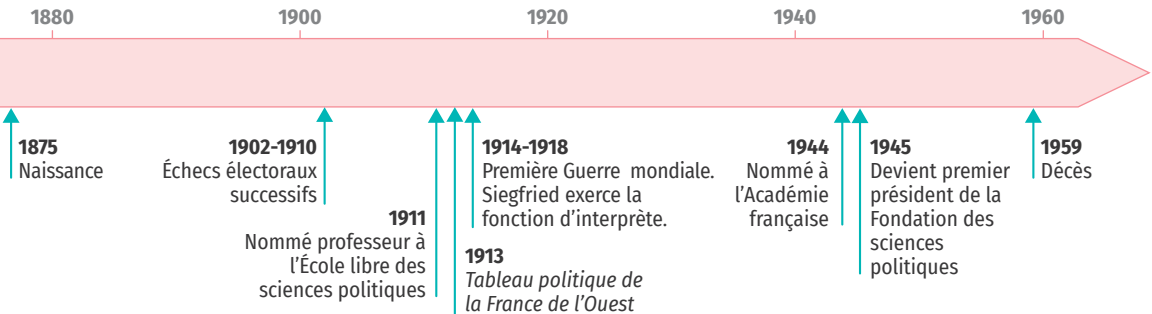 1880
1900
1920
1940
1960
1875
Naissance
1902-1910
Échecs électoraux
successifs
1911
Nommé professeur à
l’École libre des
sciences politiques
1913
Tableau politique de
la France de l’Ouest
1914-1918
Première Guerre mondiale.
Siegfried exerce la
fonction d’interprète.
1944
Nommé à
l’Académie
française
1945
Devient premier
président de la
Fondation des
sciences
politiques
1959
Décès